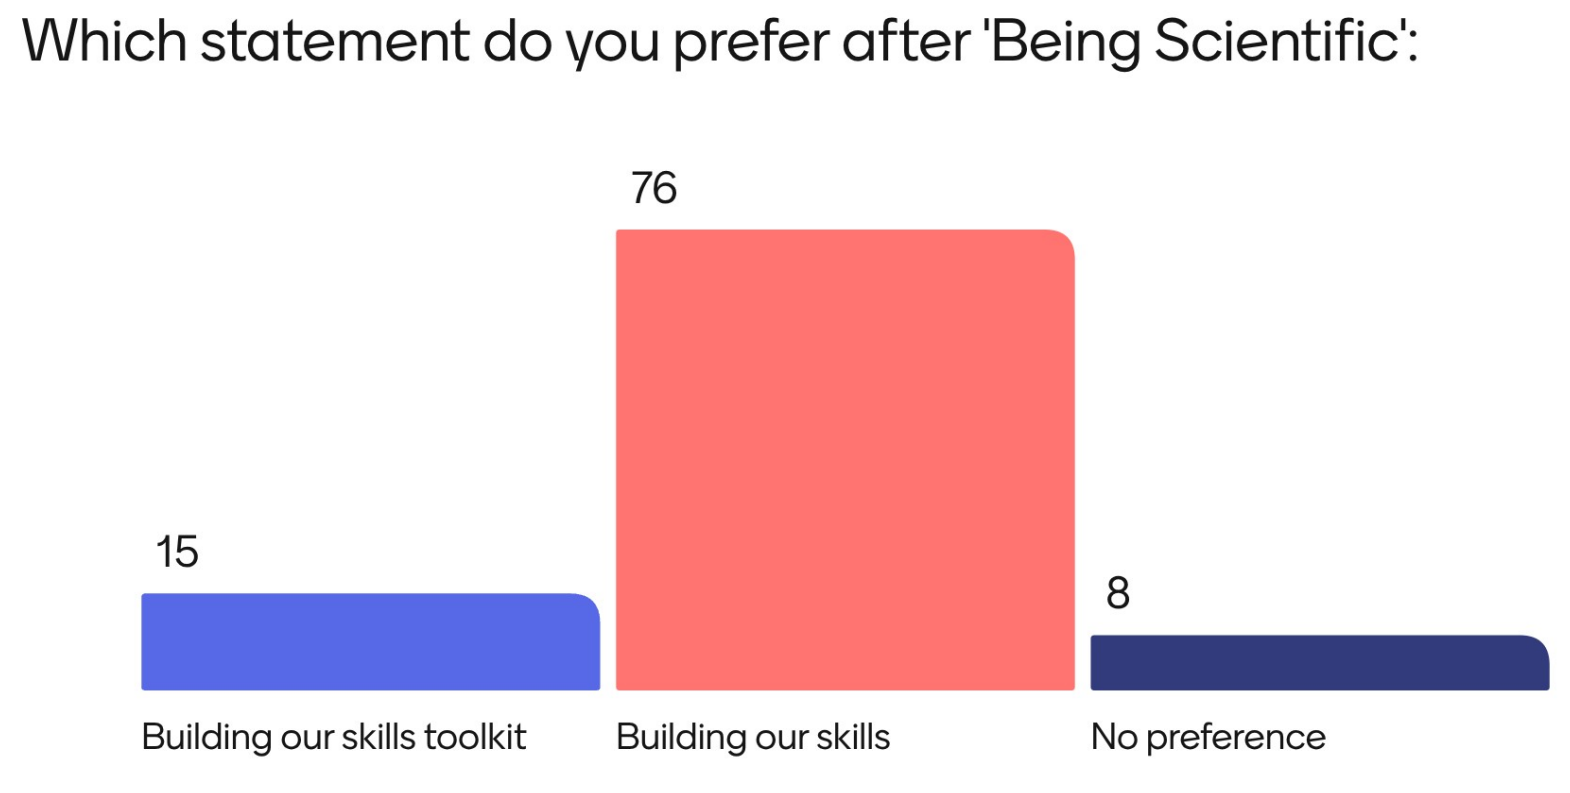 Which statement do you prefer after 'Being Scientific':
76
15
8
Building our skills toolkit
Building our skills
No preference